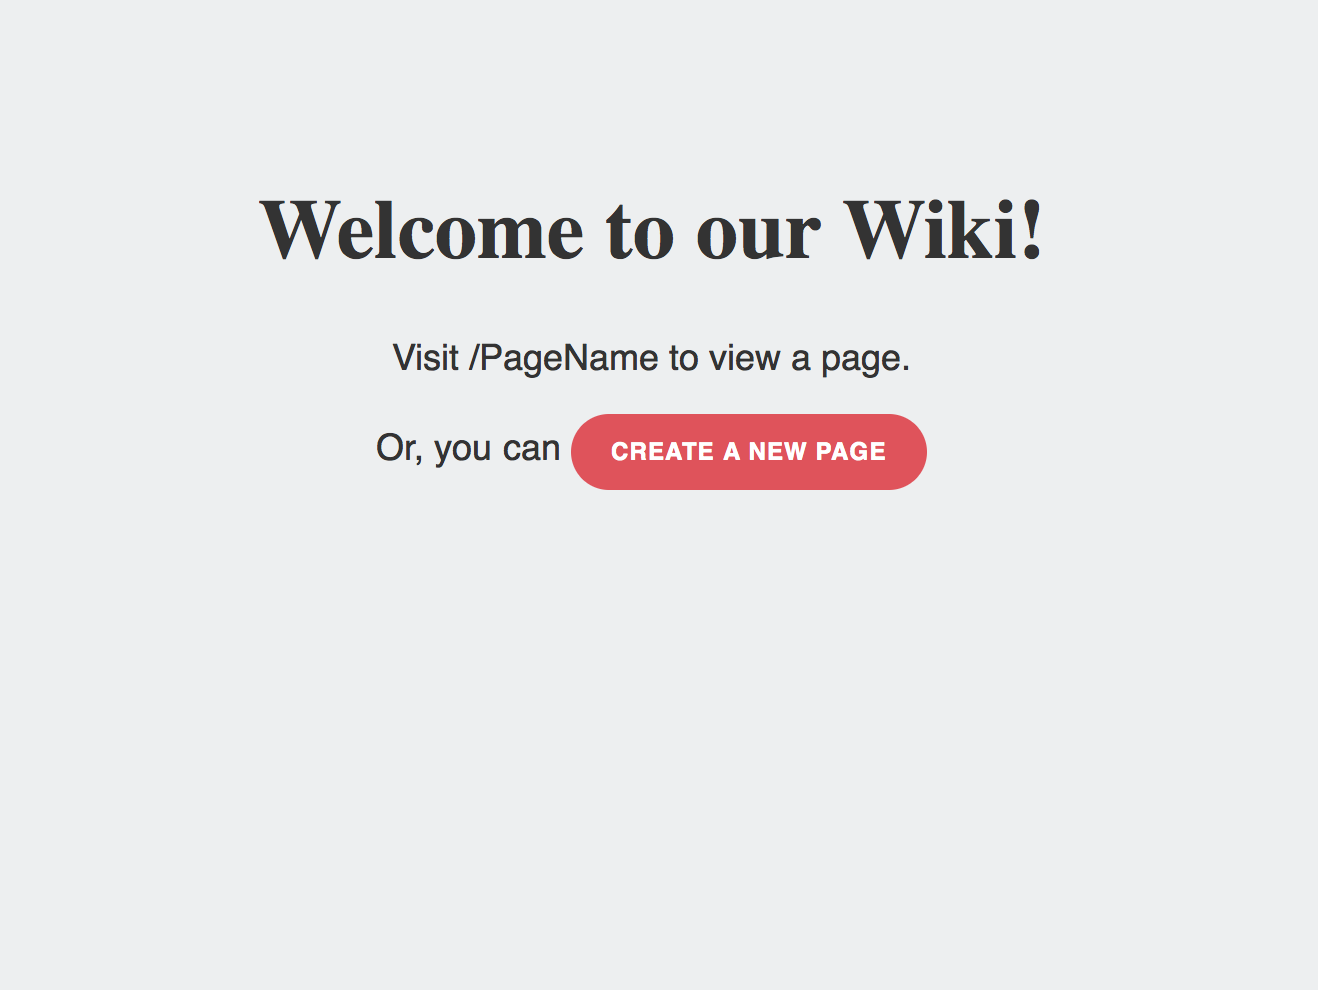 Welcome to our Wiki!
Visit /PageName to view a page.
Or, you can CREATE A NEW PAGE